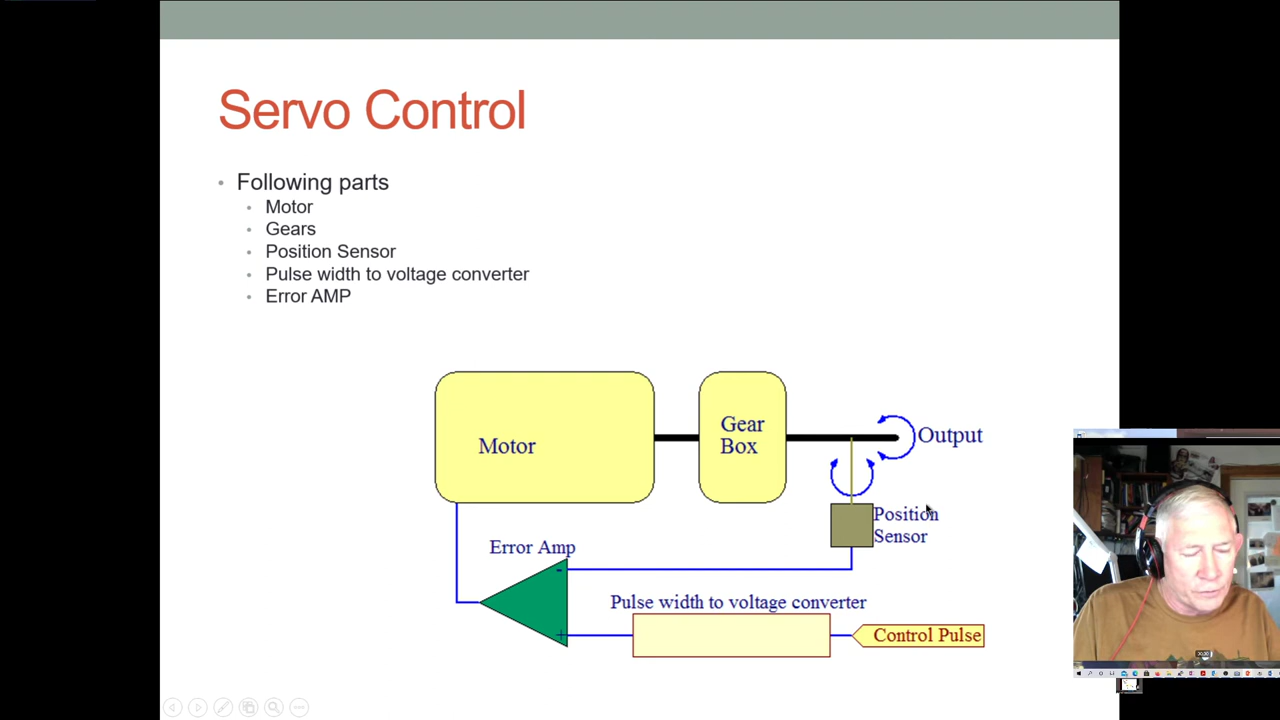 Servo Control
Following parts
Motor
Gears
Position Sensor
Pulse width to voltage converter
Error AMP
Motor
Gear
Box
Output
Position
Sensor
Error Amp
-
Pulse width to voltage converter
+
Control Pulse